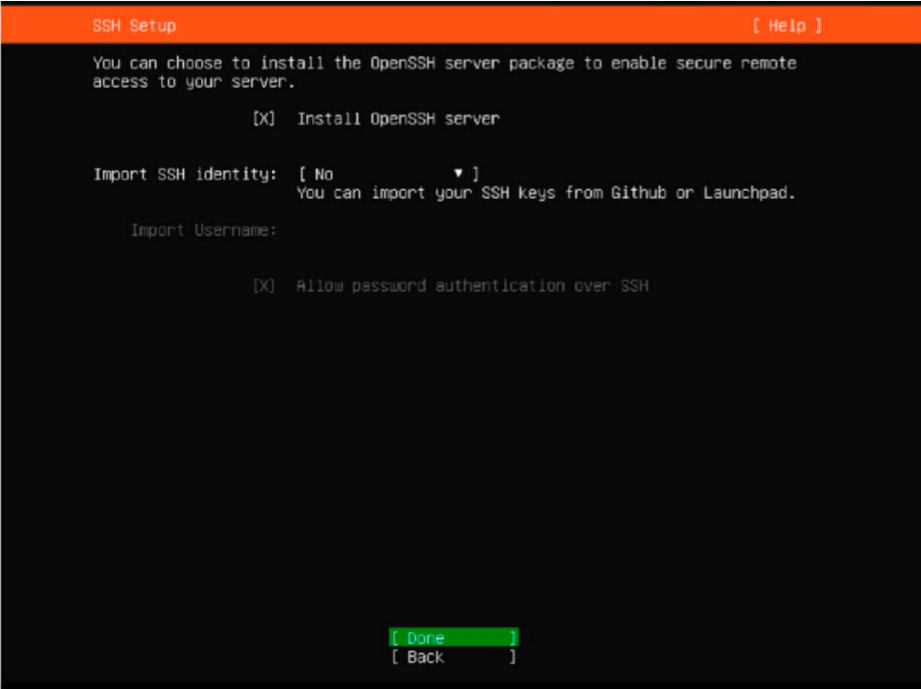 SSH Setup [ Help ]
You can choose to install the OpenSSH server package to enable secure remote
access to your server.
[X] Install OpenSSH server
Import SSH identity: [ No ▼ ]
You can import your SSH keys from Github or Launchpad.
Import Username:
[X] Allow password authentication over SSH
[ Done ]
[ Back ]